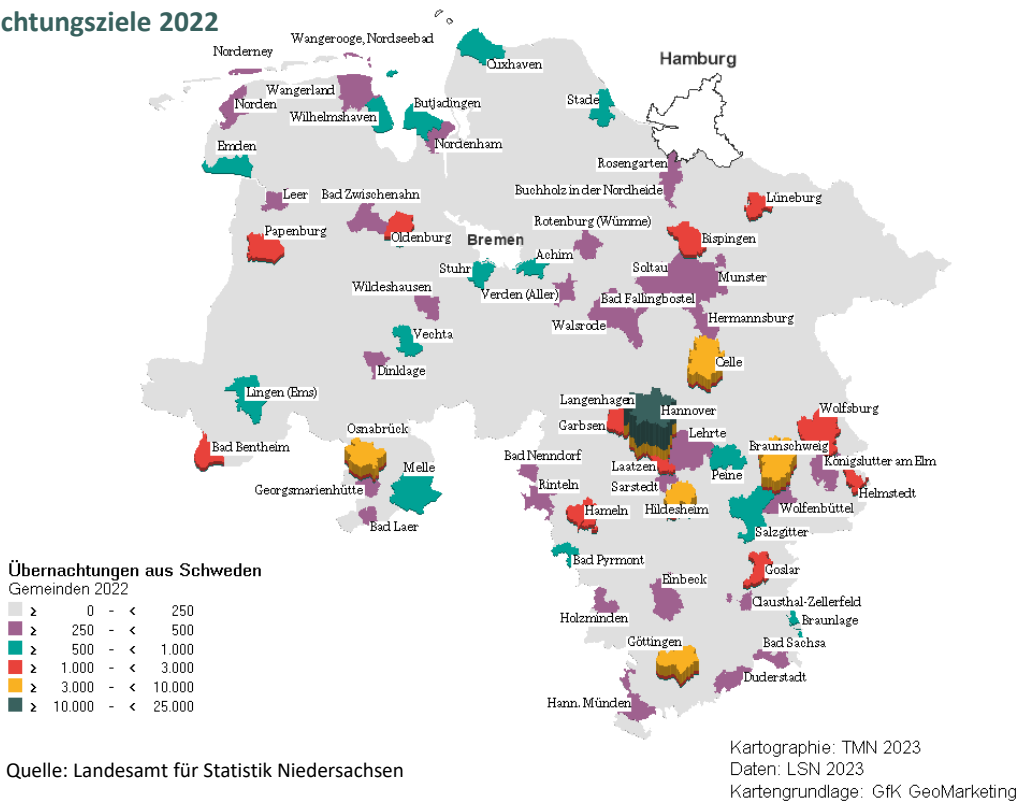 chtungsziele 2022
Wangerooge, Nordseebad
Norderney
Hamburg
Cuxhaven
Wangerland
Norden
Butjadingen
Stade
Wilhelmshaven
Nordenham
Emden
Rosengarten
Buchholz in der Nordheide
Leer
Bad Zwischenahn
Lüneburg
Rotenburg (Wümme)
Papenburg
Oldenburg
Bremen
Bispingen
Achim
Stuhr
Soltau
Munster
Wildeshausen
Verden (Aller)
Bad Fallingbostel
Walsrode
Hermannsburg
Vechta
Celle
Dinklage
Lingen (Ems)
Langenhagen
Hannover
Wolfsburg
Garbsen
Osnabrück
Lehrte
Bad Bentheim
Braunschweig
Bad Nenndorf
Königslutter am Elm
Melle
Laatzen
Peine
Georgsmarienhütte
Rinteln
Sarstedt
Helmstedt
Hameln
Hildesheim
Wolfenbüttel
Bad Laer
Salzgitter
Bad Pyrmont
Goslar
Einbeck
Clausthal-Zellerfeld
Holzminden
Braunlage
Göttingen
Bad Sachsa
Duderstadt
Hann. Münden
Übernachtungen aus Schweden
Gemeinden 2022
≥ 0 - < 250
≥ 250 - < 500
≥ 500 - < 1.000
≥ 1.000 - < 3.000
≥ 3.000 - < 10.000
≥ 10.000 - < 25.000
Quelle: Landesamt für Statistik Niedersachsen
Kartographie: TMN 2023
Daten: LSN 2023
Kartengrundlage: GfK GeoMarketing